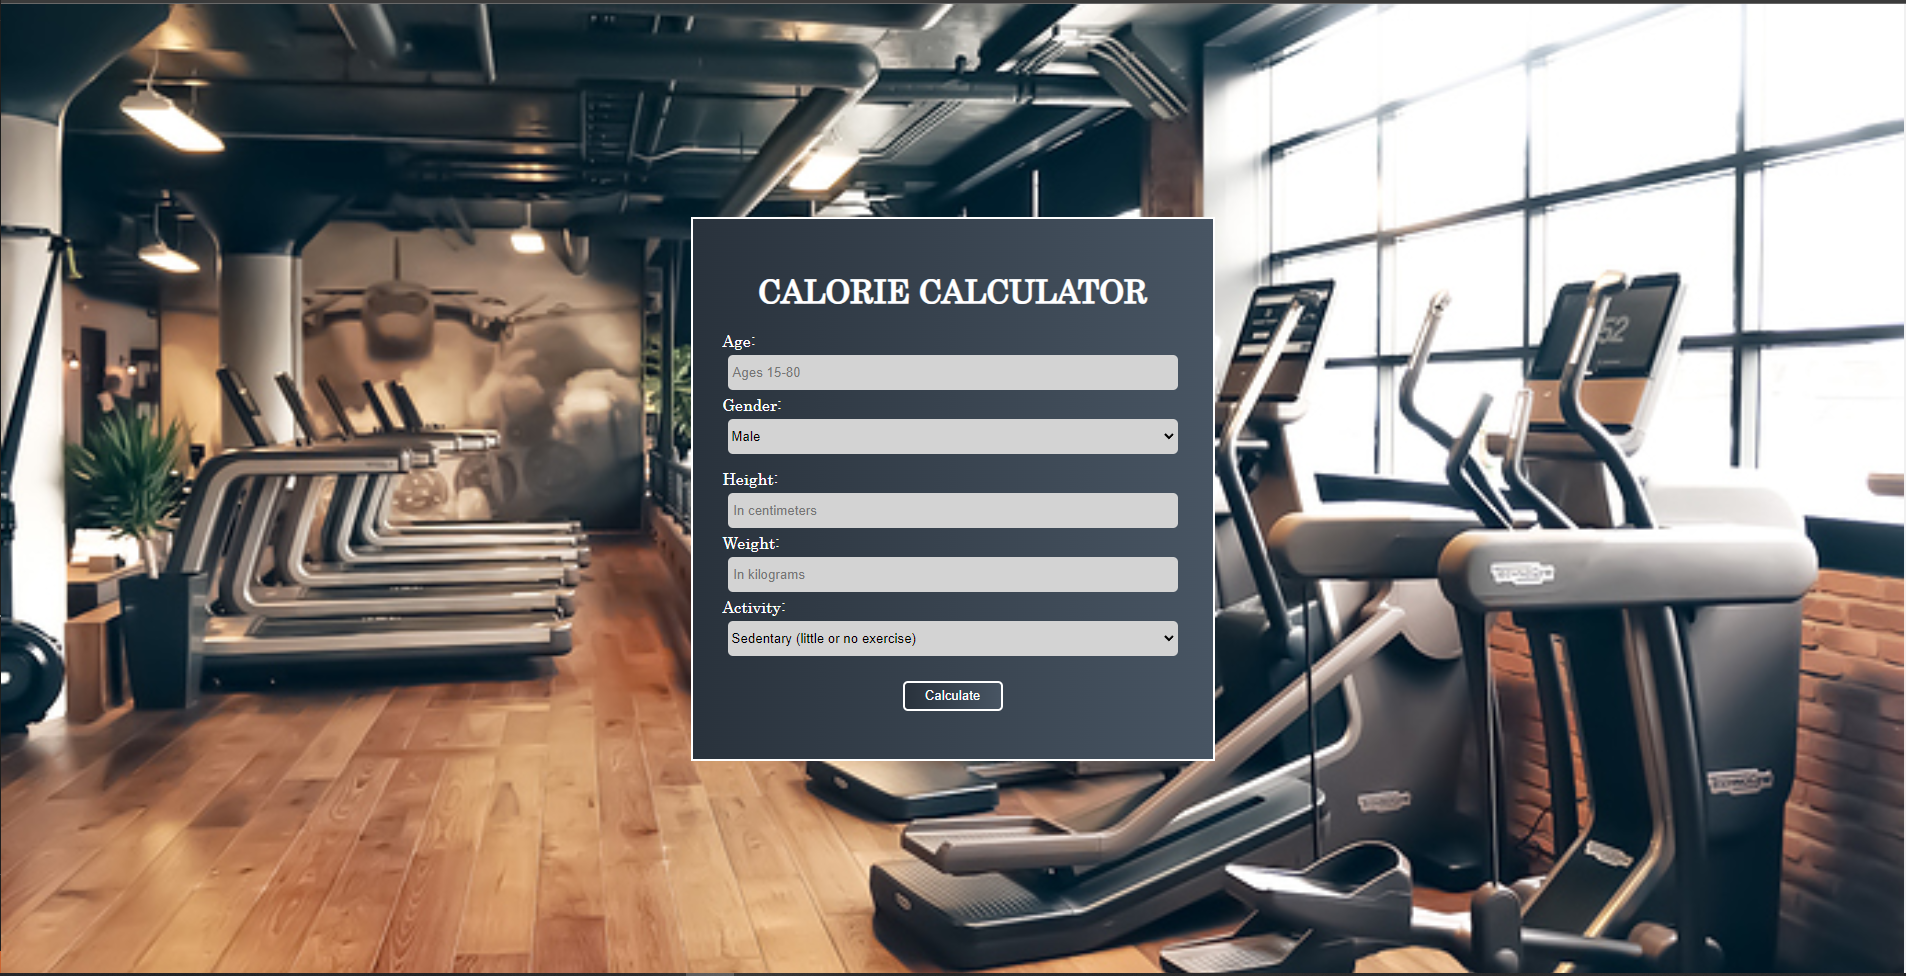 CALORIE CALCULATOR
Age:
Ages 15-80
Gender:
Male
Height:
In centimeters
Weight:
In kilograms
Activity:
Sedentary (little or no exercise)
Calculate